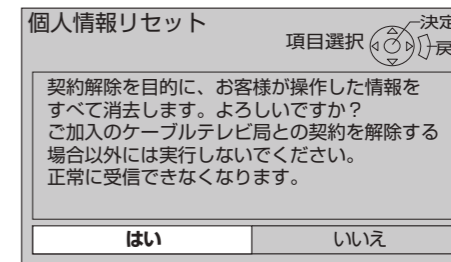 個人情報リセット
項目選択
決定
戻
契約解除を目的に、お客様が操作した情報を
すべて消去します。よろしいですか？
ご加入のケーブルテレビ局との契約を解除する
場合以外には実行しないでください。
正常に受信できなくなります。
はい
いいえ